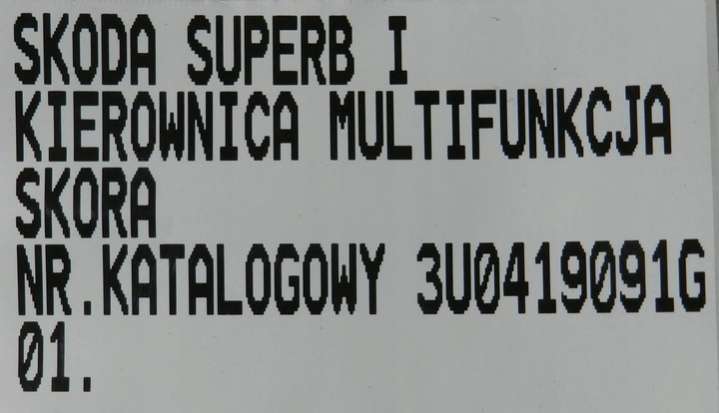 SKODA SUPERB I
KIEROWNICA MULTIFUNKCJA
SKORA
NR.KATALOGOWY 3U0419091G
01.